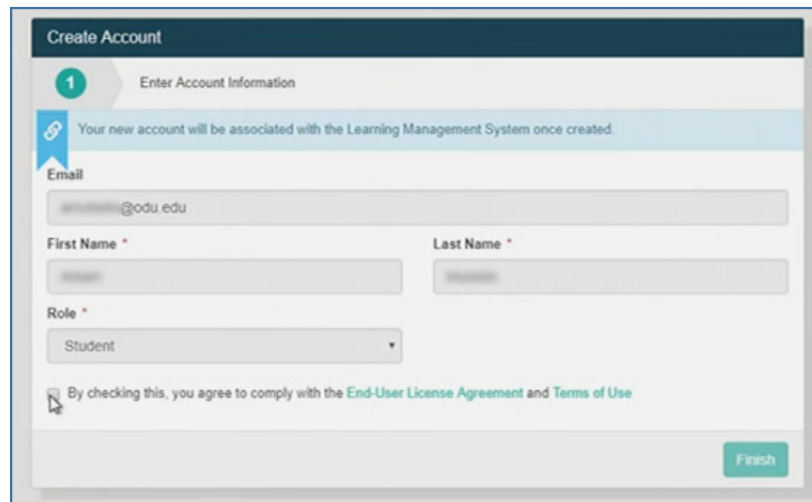 Create Account
1 Enter Account Information
Your new account will be associated with the Learning Management System once created.
Email
@odu.edu
First Name * Last Name *
Role *
Student
By checking this, you agree to comply with the End-User License Agreement and Terms of Use
Finish